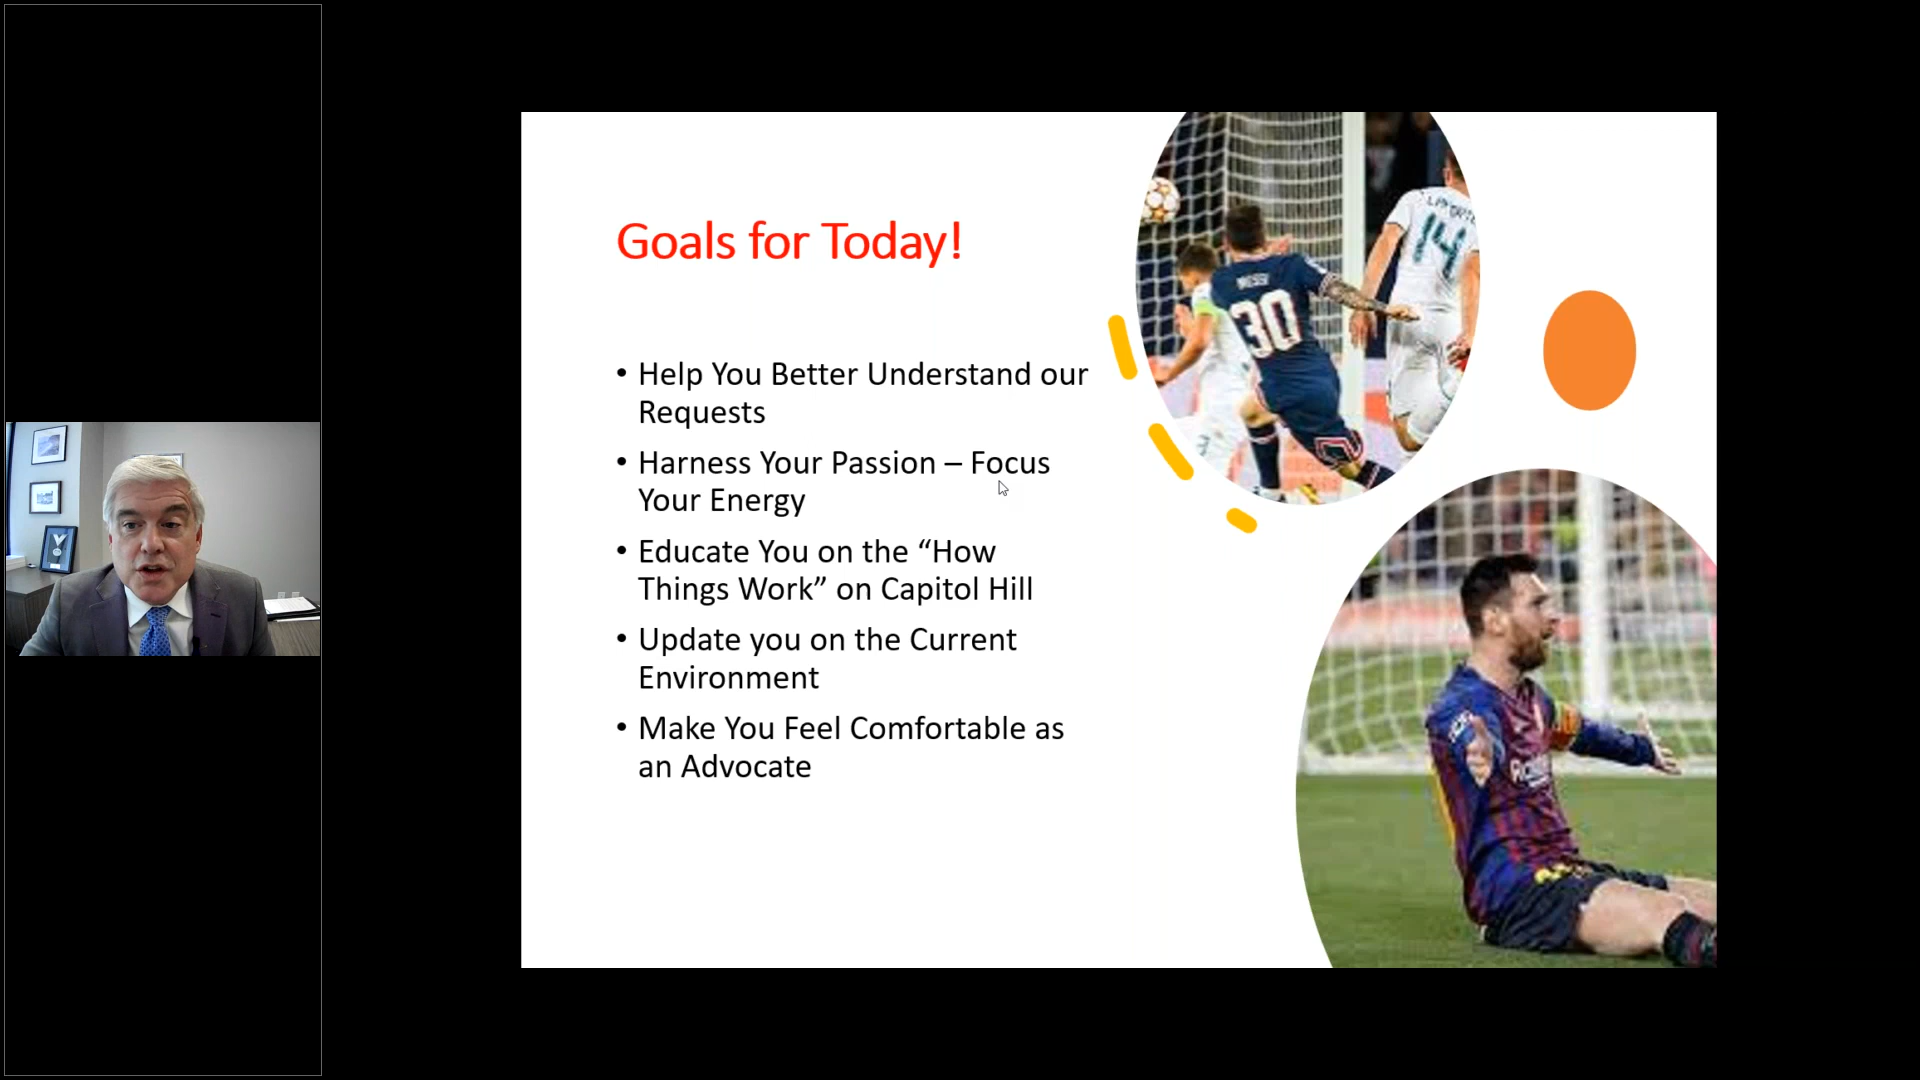 Goals for Today!
• Help You Better Understand our
Requests
• Harness Your Passion – Focus
Your Energy
• Educate You on the “How
Things Work” on Capitol Hill
• Update you on the Current
Environment
• Make You Feel Comfortable as
an Advocate
MESSI
30
14